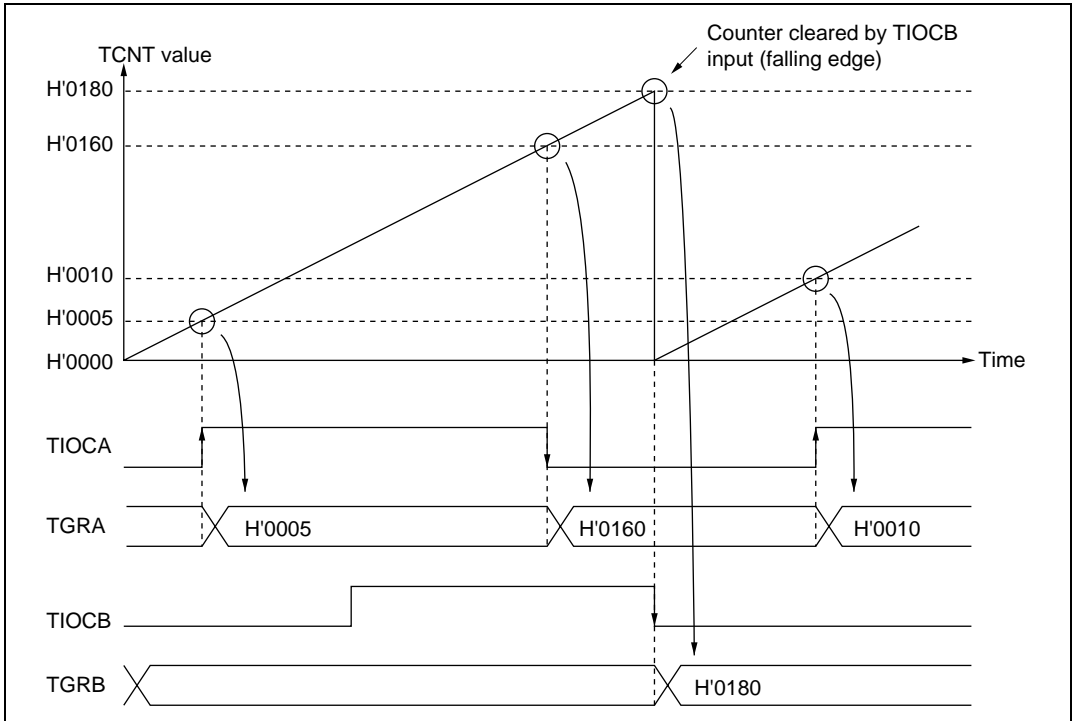 Counter cleared by TIOCB
input (falling edge)
TCNT value
H'0180
H'0160
H'0010
H'0005
H'0000
Time
TIOCA
TGRA
H'0005
H'0160
H'0010
TIOCB
TGRB
H'0180